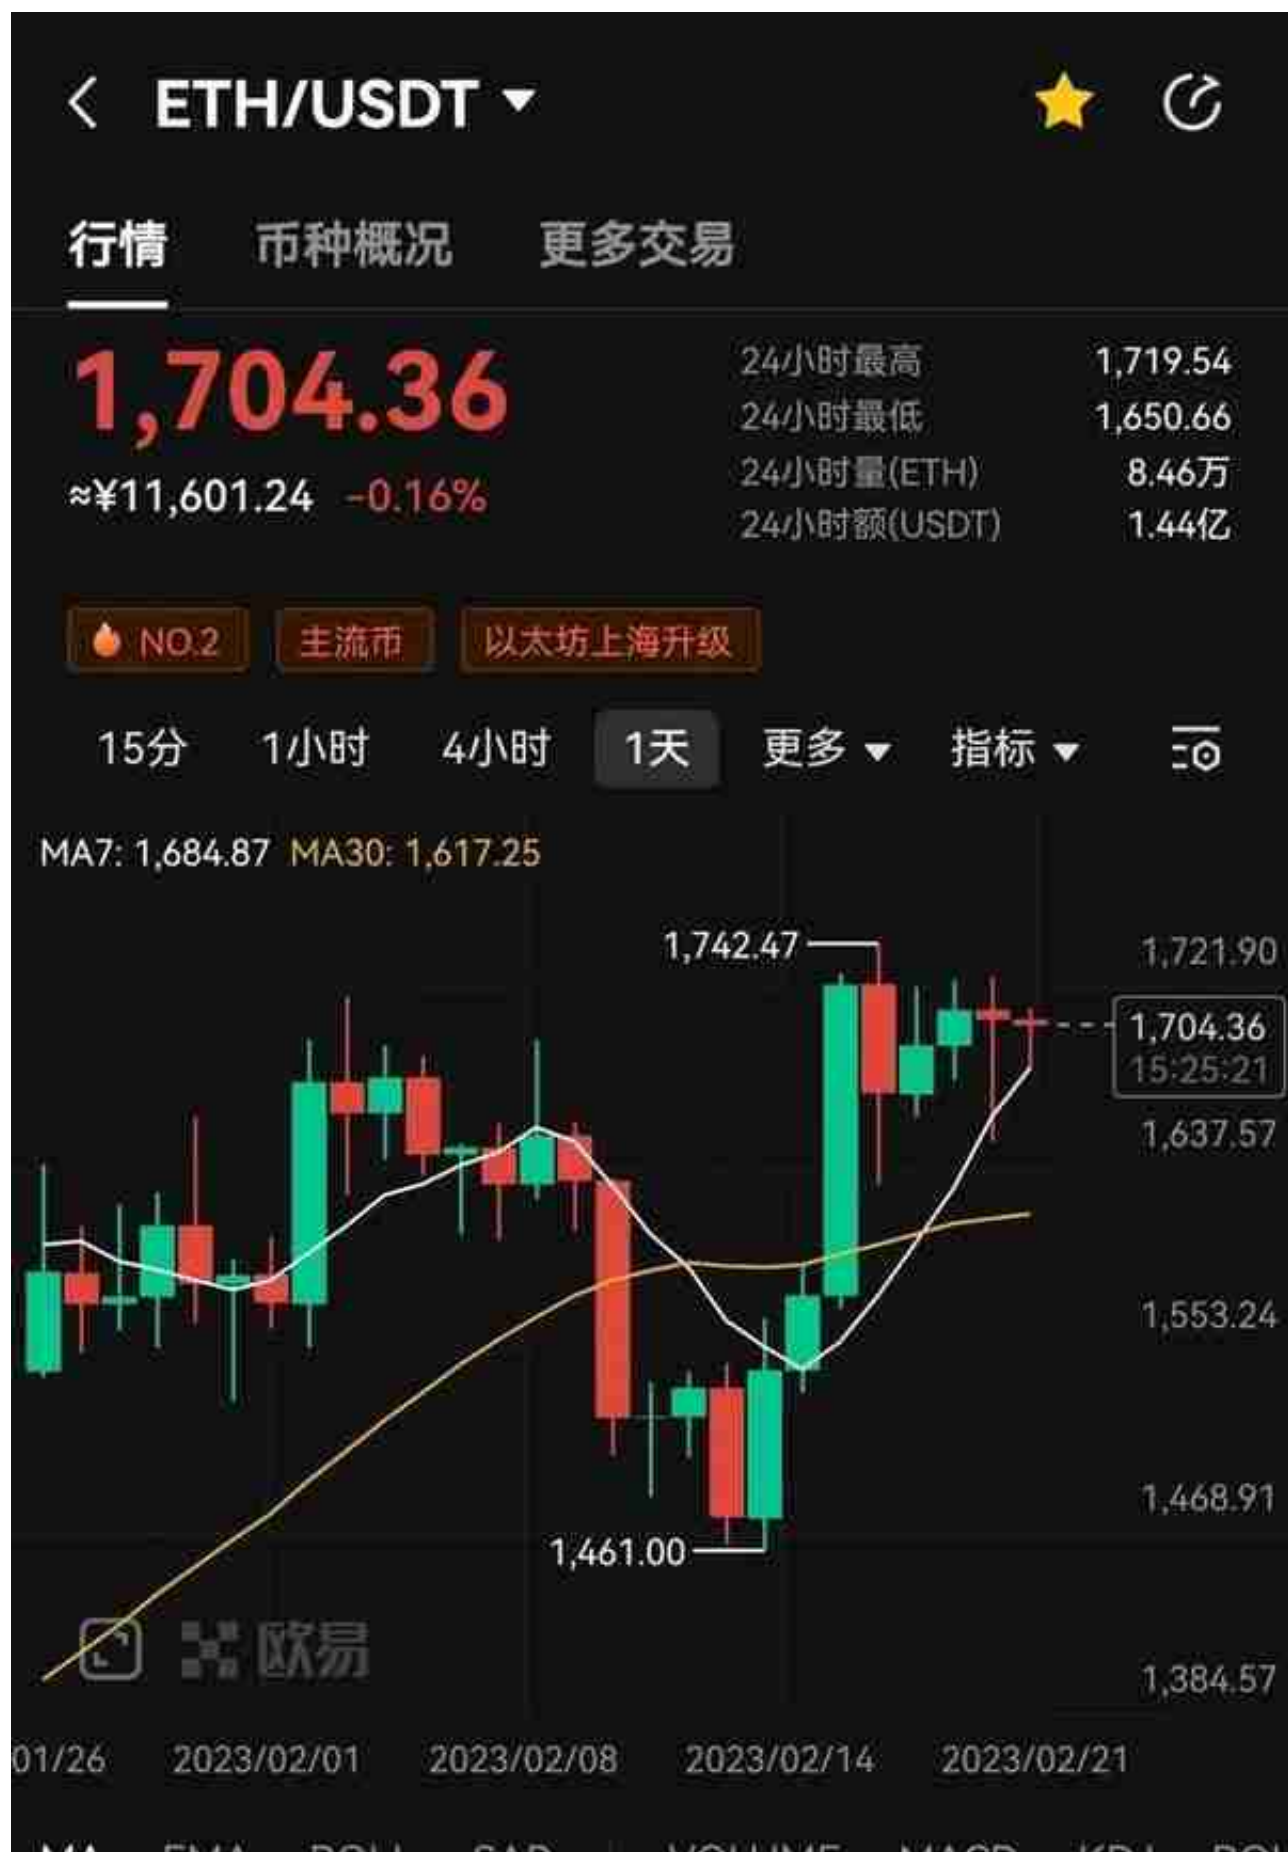 ETH/USDT
行情 币种概况 更多交易
1,704.36
≈¥11,601.24 -0.16%
24小时最高 1,719.54
24小时最低 1,650.66
24小时量(ETH) 8.46万
24小时额(USDT) 1.44亿
NO.2 主流币 以太坊上海升级
15分 1小时 4小时 1天 更多 指标
MA7: 1,684.87 MA30: 1,617.25
1,742.47
1,721.90
1,704.36
15:25:21
1,637.57
1,553.24
1,468.91
1,461.00
欧易
1,384.57
01/26 2023/02/01 2023/02/08 2023/02/14 2023/02/21